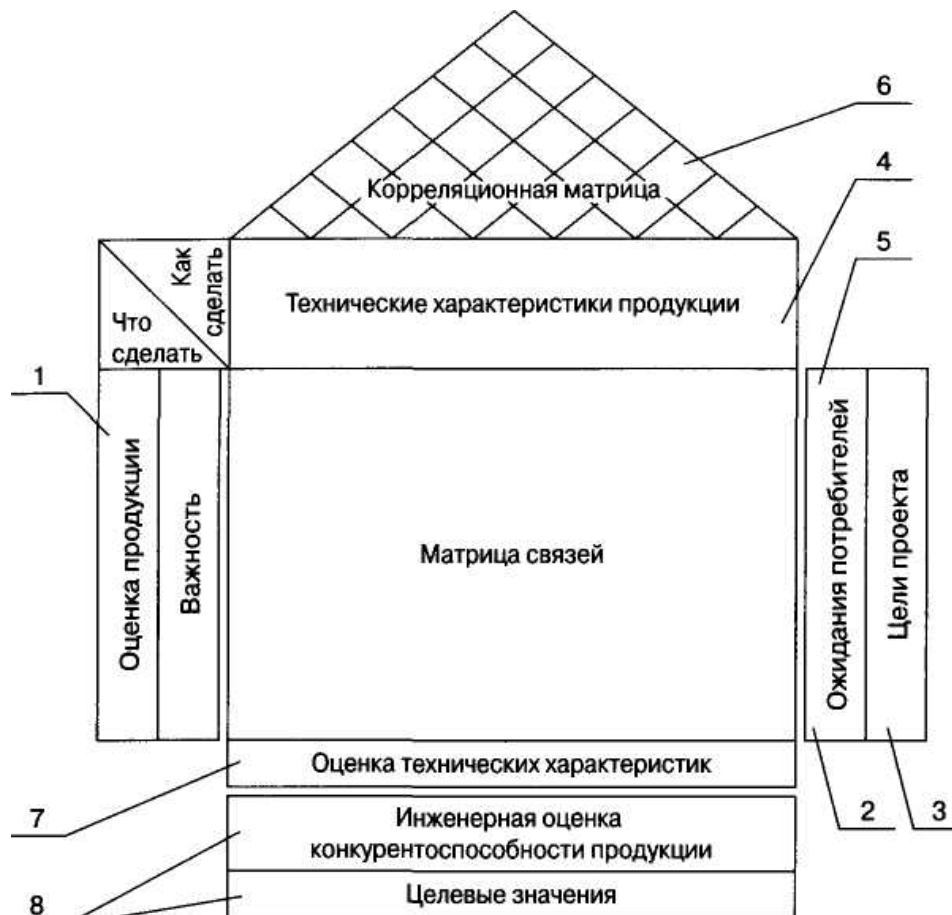 6
Корреляционная матрица
4
Как
сделать
5
Технические характеристики продукции
Что
сделать
1
Оценка продукции
Важность
Матрица связей
Ожидания потребителей
Цели проекта
Оценка технических характеристик
7
2
3
Инженерная оценка
конкурентоспособности продукции
8
Целевые значения